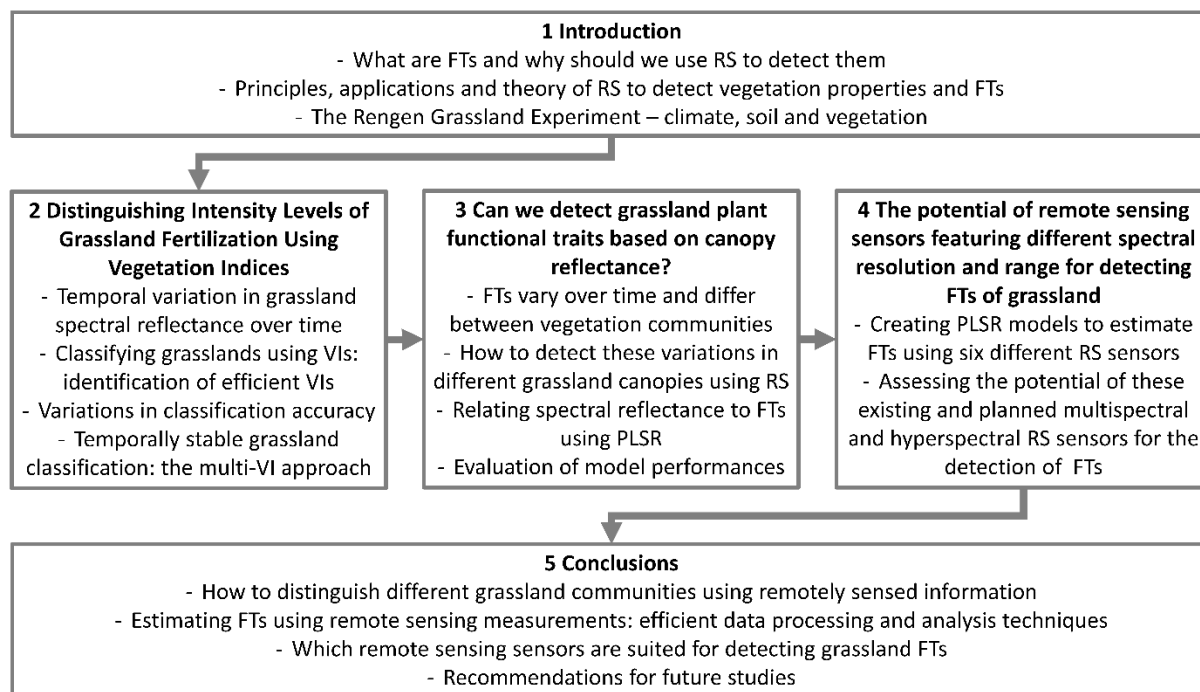 1 Introduction
- What are FTs and why should we use RS to detect them
- Principles, applications and theory of RS to detect vegetation properties and FTs
- The Rengen Grassland Experiment – climate, soil and vegetation
2 Distinguishing Intensity Levels of
Grassland Fertilization Using
Vegetation Indices
- Temporal variation in grassland
spectral reflectance over time
- Classifying grasslands using VIs:
identification of efficient VIs
- Variations in classification accuracy
- Temporally stable grassland
classification: the multi-VI approach
3 Can we detect grassland plant
functional traits based on canopy
reflectance?
- FTs vary over time and differ
between vegetation communities
- How to detect these variations in
different grassland canopies using RS
- Relating spectral reflectance to FTs
using PLSR
- Evaluation of model performances
4 The potential of remote sensing
sensors featuring different spectral
resolution and range for detecting
FTs of grassland
- Creating PLSR models to estimate
FTs using six different RS sensors
- Assessing the potential of these
existing and planned multispectral
and hyperspectral RS sensors for the
detection of FTs
5 Conclusions
- How to distinguish different grassland communities using remotely sensed information
- Estimating FTs using remote sensing measurements: efficient data processing and analysis techniques
- Which remote sensing sensors are suited for detecting grassland FTs
- Recommendations for future studies